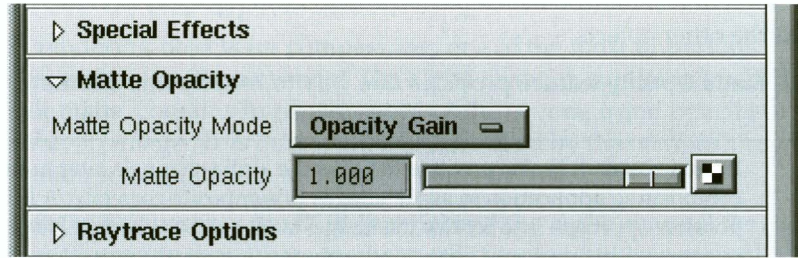 Special Effects
Matte Opacity
Matte Opacity Mode Opacity Gain
Matte Opacity 1.000
Raytrace Options